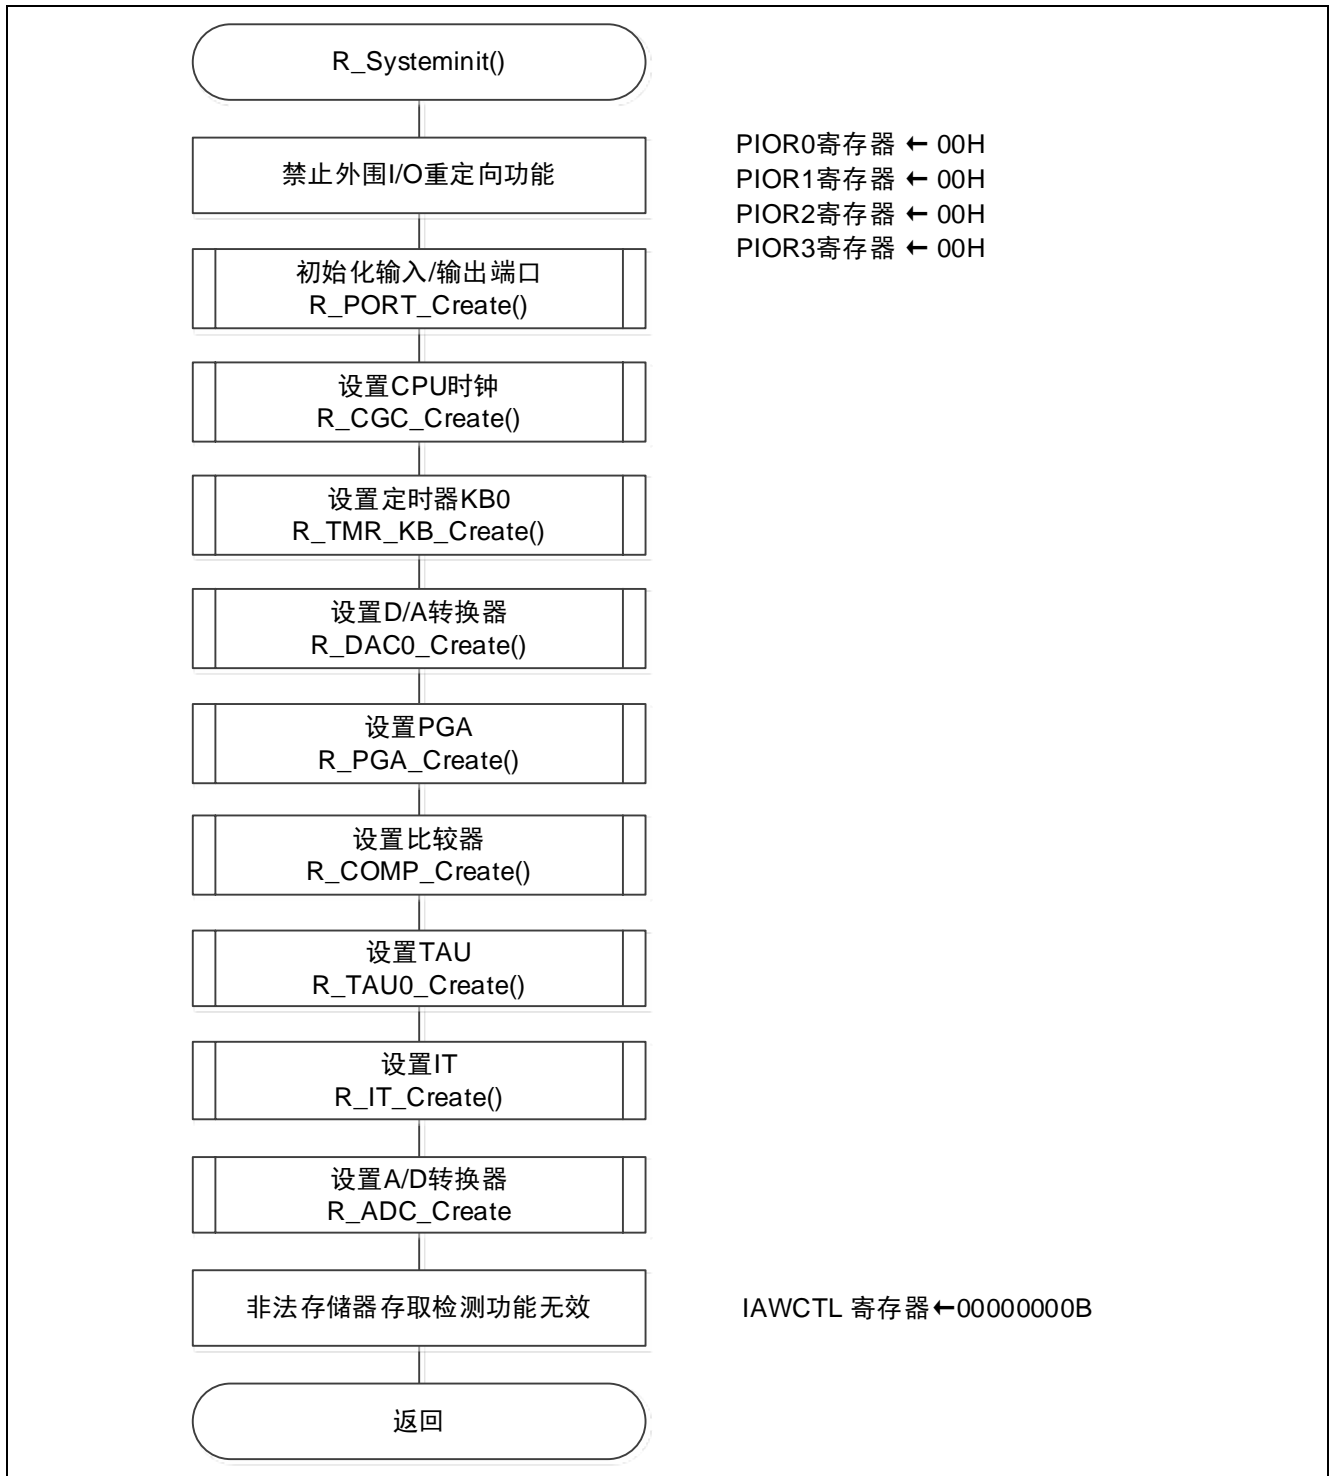 R_Systeminit()
禁止外围I/O重定向功能
PIOR0寄存器 ← 00H
PIOR1寄存器 ← 00H
PIOR2寄存器 ← 00H
PIOR3寄存器 ← 00H
初始化输入/输出端口
R_PORT_Create()
设置CPU时钟
R_CGC_Create()
设置定时器KB0
R_TMR_KB_Create()
设置D/A转换器
R_DAC0_Create()
设置PGA
R_PGA_Create()
设置比较器
R_COMP_Create()
设置TAU
R_TAU0_Create()
设置IT
R_IT_Create()
设置A/D转换器
R_ADC_Create
非法存储器存取检测功能无效
IAWCTL 寄存器←00000000B
返回